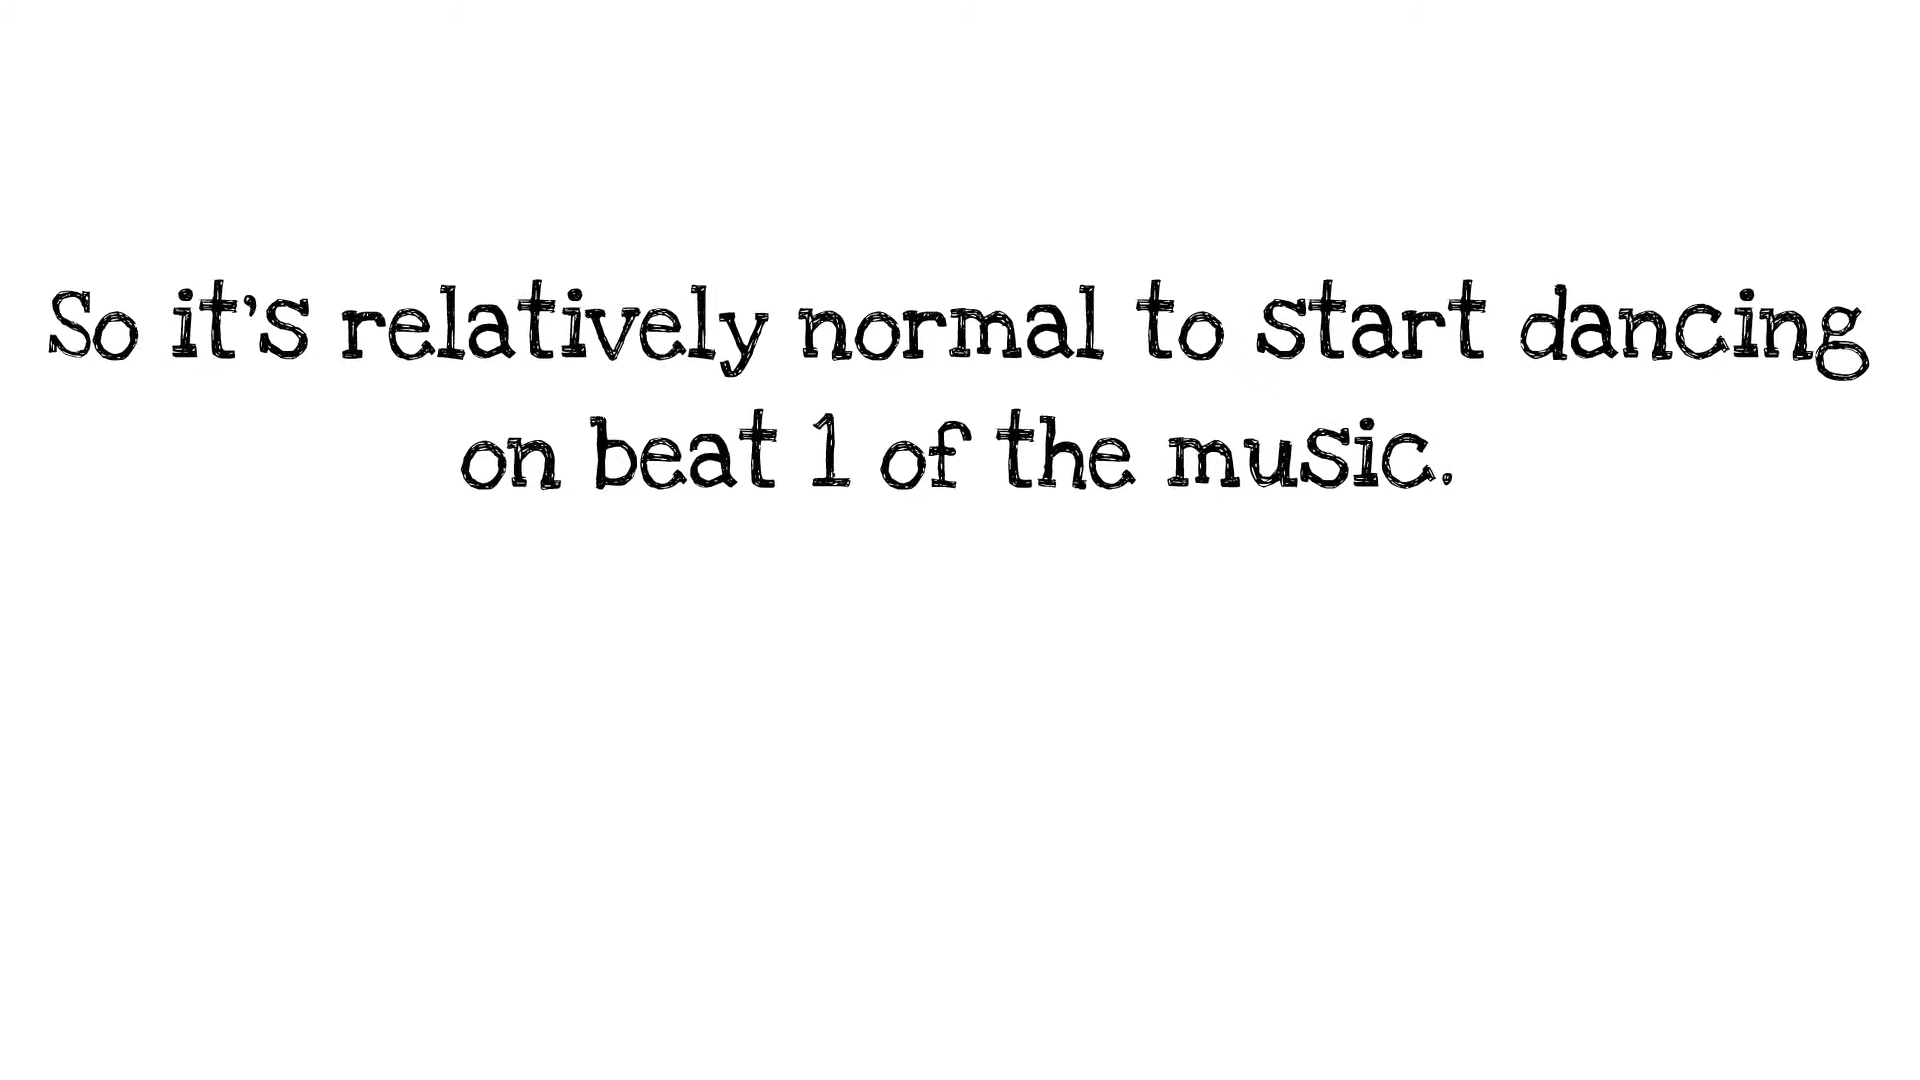 So it's relatively normal to start dancing
on beat 1 of the music.